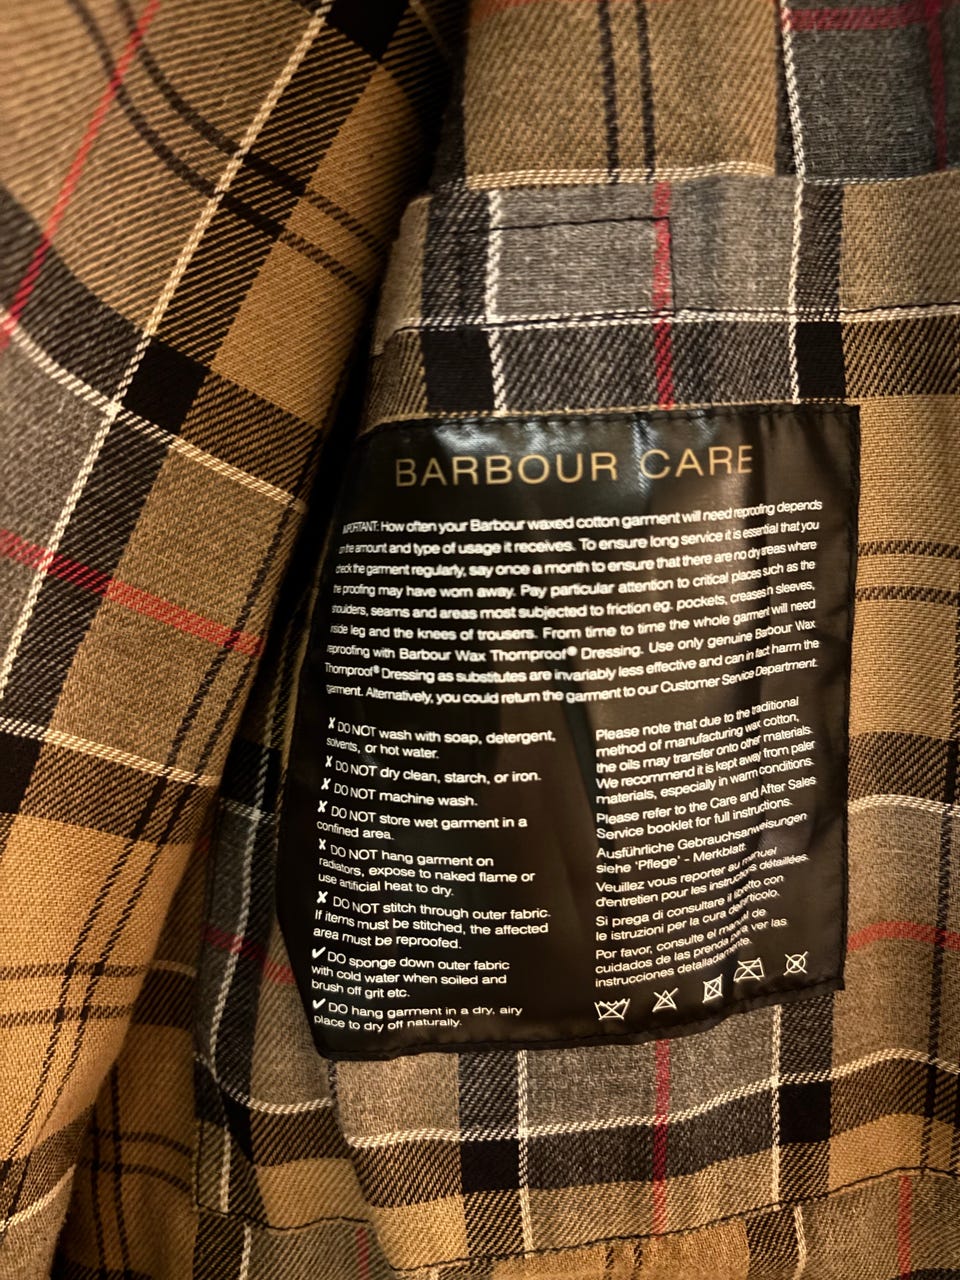 BARBOUR CARE
IMPORTANT: How often your Barbour waxed cotton garment will need reproofing depends
on the amount and type of usage it receives. To ensure long service it is essential that you
check the garment regularly, say once a month to ensure that there are no dry areas where
the proofing may have worn away. Pay particular attention to critical places such as the
shoulders, seams and areas most subjected to friction eg. pockets, creases in sleeves,
inside leg and the knees of trousers. From time to time the whole garment will need
reproofing with Barbour Wax Thornproof® Dressing. Use only genuine Barbour Wax
Thornproof® Dressing as substitutes are invariably less effective and can in fact harm the
garment. Alternatively, you could return the garment to our Customer Service Department.
✘ DO NOT wash with soap, detergent,
solvents, or hot water.
✘ DO NOT dry clean, starch, or iron.
✘ DO NOT machine wash.
✘ DO NOT store wet garment in a
confined area.
✘ DO NOT hang garment on
radiators, expose to naked flame or
use artificial heat to dry.
✘ DO NOT stitch through outer fabric.
If items must be stitched, the affected
area must be reproofed.
✔ DO sponge down outer fabric
with cold water when soiled and
brush off grit etc.
✔ DO hang garment in a dry, airy
place to dry off naturally.
Please note that due to the traditional
method of manufacturing wax cotton,
the oils may transfer onto other materials.
We recommend it is kept away from paler
materials, especially in warm conditions.
Please refer to the Care and After Sales
Service booklet for full instructions.
Ausführliche Gebrauchsanweisungen
siehe 'Pflege' - Merkblatt.
Veuillez vous reporter au manuel
d'entretien pour les instructions détaillées.
Si prega di consultare il libretto con
le istruzioni per la cura dell'articolo.
Por favor, consulte el manual de
cuidados de las prendas para ver las
instrucciones detalladamente.